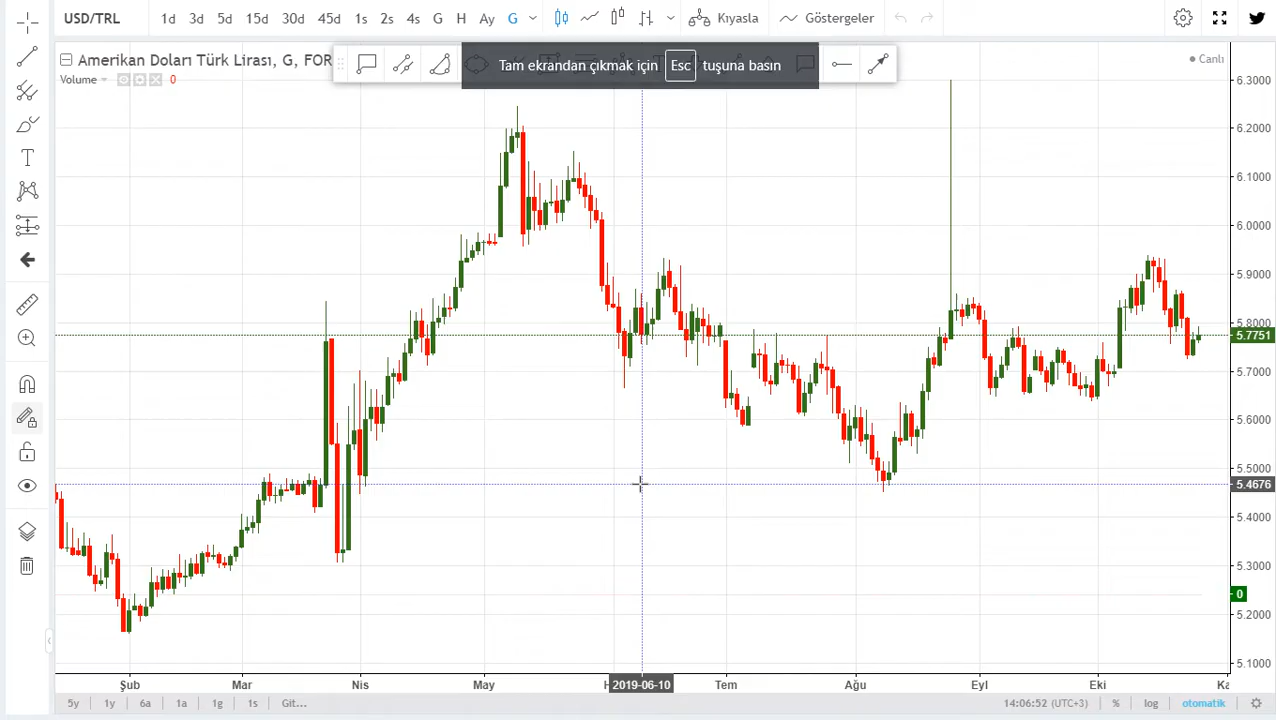 USD/TRL 1d 3d 5d 15d 30d 45d 1s 2s 4s G H Ay G Kıyasla Göstergeler
Amerikan Doları Türk Lirası, G, FOR
Tam ekrandan çıkmak için Esc tuşuna basın
Canlı
Volume 0
6.3000
6.2000
6.1000
6.0000
5.9000
5.8000
5.7751
5.7000
5.6000
5.5000
5.4676
5.4000
5.3000
0
5.2000
5.1000
Şub Mar Nis May 2019-06-10 Tem Ağu Eyl Eki
5y 1y 6a 1a 1g 1s Git... 14:06:52 (UTC+3) % log otomatik